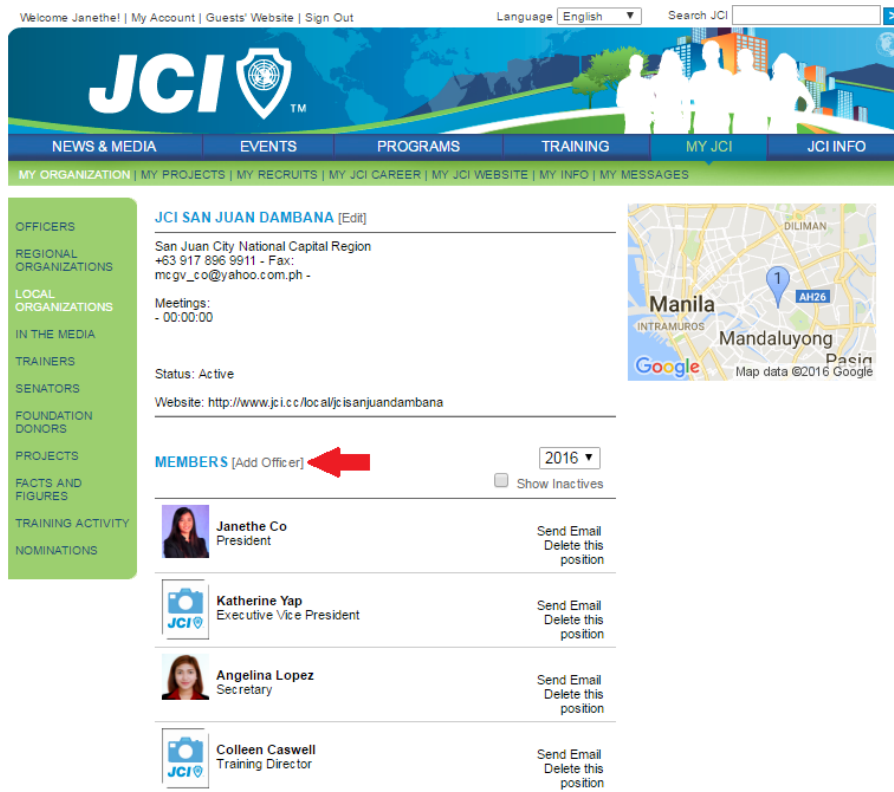 Welcome Janethe! | My Account | Guests' Website | Sign Out
Language English
Search JCI
JCI TM
NEWS & MEDIA
EVENTS
PROGRAMS
TRAINING
MY JCI
JCI INFO
MY ORGANIZATION | MY PROJECTS | MY RECRUITS | MY JCI CAREER | MY JCI WEBSITE | MY INFO | MY MESSAGES
OFFICERS
REGIONAL
ORGANIZATIONS
LOCAL
ORGANIZATIONS
IN THE MEDIA
TRAINERS
SENATORS
FOUNDATION
DONORS
PROJECTS
FACTS AND
FIGURES
TRAINING ACTIVITY
NOMINATIONS
JCI SAN JUAN DAMBANA [Edit]
San Juan City National Capital Region
+63 917 896 9911 - Fax:
mcgv_co@yahoo.com.ph -
Meetings:
- 00:00:00
Status: Active
Website: http://www.jci.cc/local/jcisanjuandambana
DILIMAN
1
AH26
Manila
INTRAMUROS
Mandaluyong
Pasig
Google
Map data ©2016 Google
MEMBERS [Add Officer]
2016
Show Inactives
Janethe Co
President
Send Email
Delete this
position
JCI
Katherine Yap
Executive Vice President
Send Email
Delete this
position
Angelina Lopez
Secretary
Send Email
Delete this
position
JCI
Colleen Caswell
Training Director
Send Email
Delete this
position